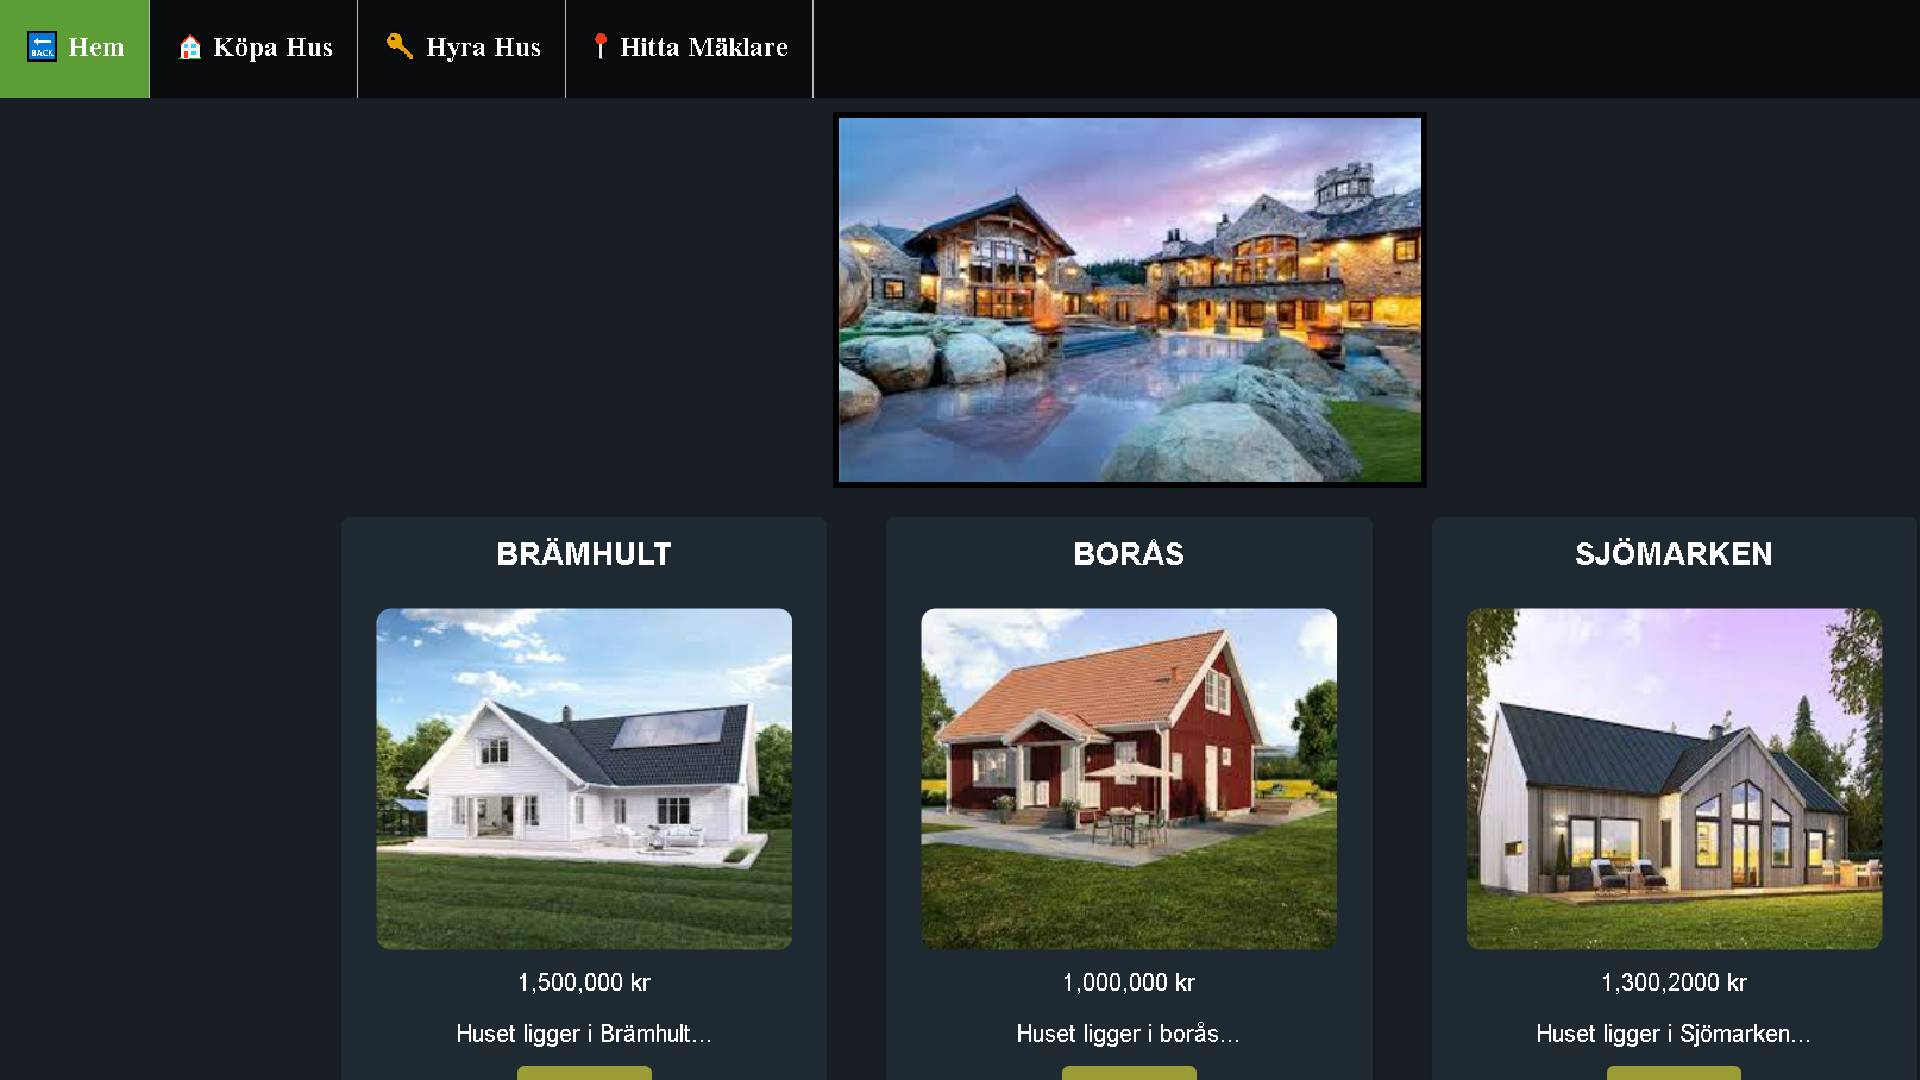 BACK Hem
Köpa Hus
Hyra Hus
Hitta Mäklare
BRÄMHULT
BORÅS
SJÖMARKEN
1,500,000 kr
1,000,000 kr
1,300,2000 kr
Huset ligger i Brämhult...
Huset ligger i borås...
Huset ligger i Sjömarken...